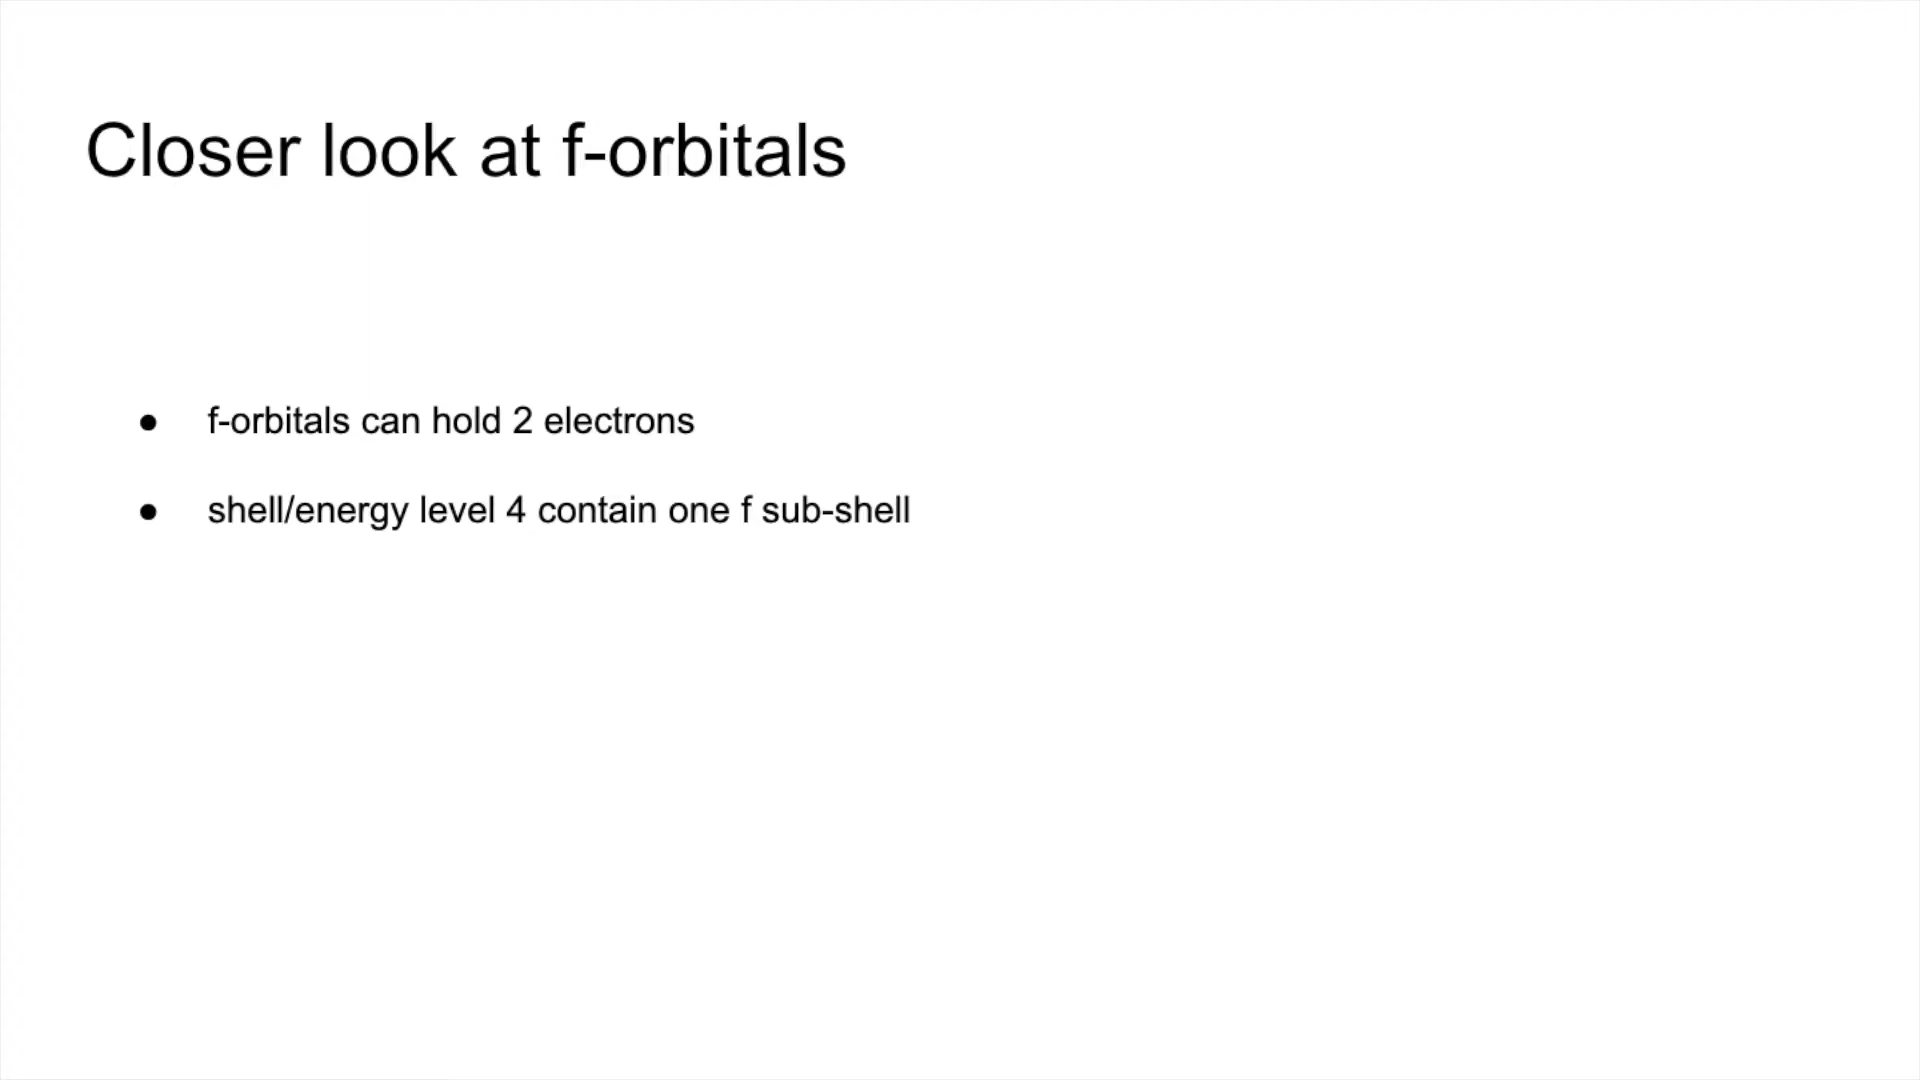 Closer look at f-orbitals
● f-orbitals can hold 2 electrons
● shell/energy level 4 contain one f sub-shell